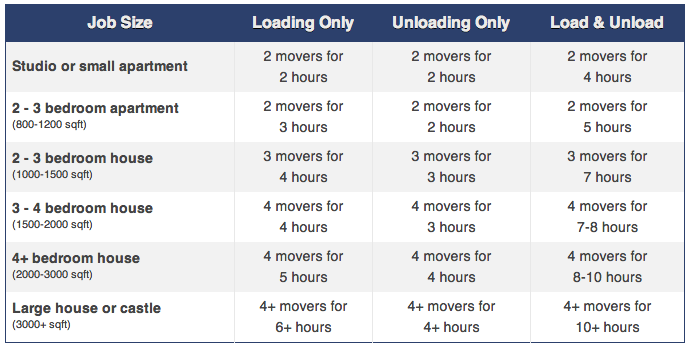 Job Size Loading Only Unloading Only Load & Unload
Studio or small apartment 2 movers for 2 hours 2 movers for 2 hours 2 movers for 4 hours
2 - 3 bedroom apartment (800-1200 sqft) 2 movers for 3 hours 2 movers for 2 hours 2 movers for 5 hours
2 - 3 bedroom house (1000-1500 sqft) 3 movers for 4 hours 3 movers for 3 hours 3 movers for 7 hours
3 - 4 bedroom house (1500-2000 sqft) 4 movers for 4 hours 4 movers for 3 hours 4 movers for 7-8 hours
4+ bedroom house (2000-3000 sqft) 4 movers for 5 hours 4 movers for 4 hours 4 movers for 8-10 hours
Large house or castle (3000+ sqft) 4+ movers for 6+ hours 4+ movers for 4+ hours 4+ movers for 10+ hours